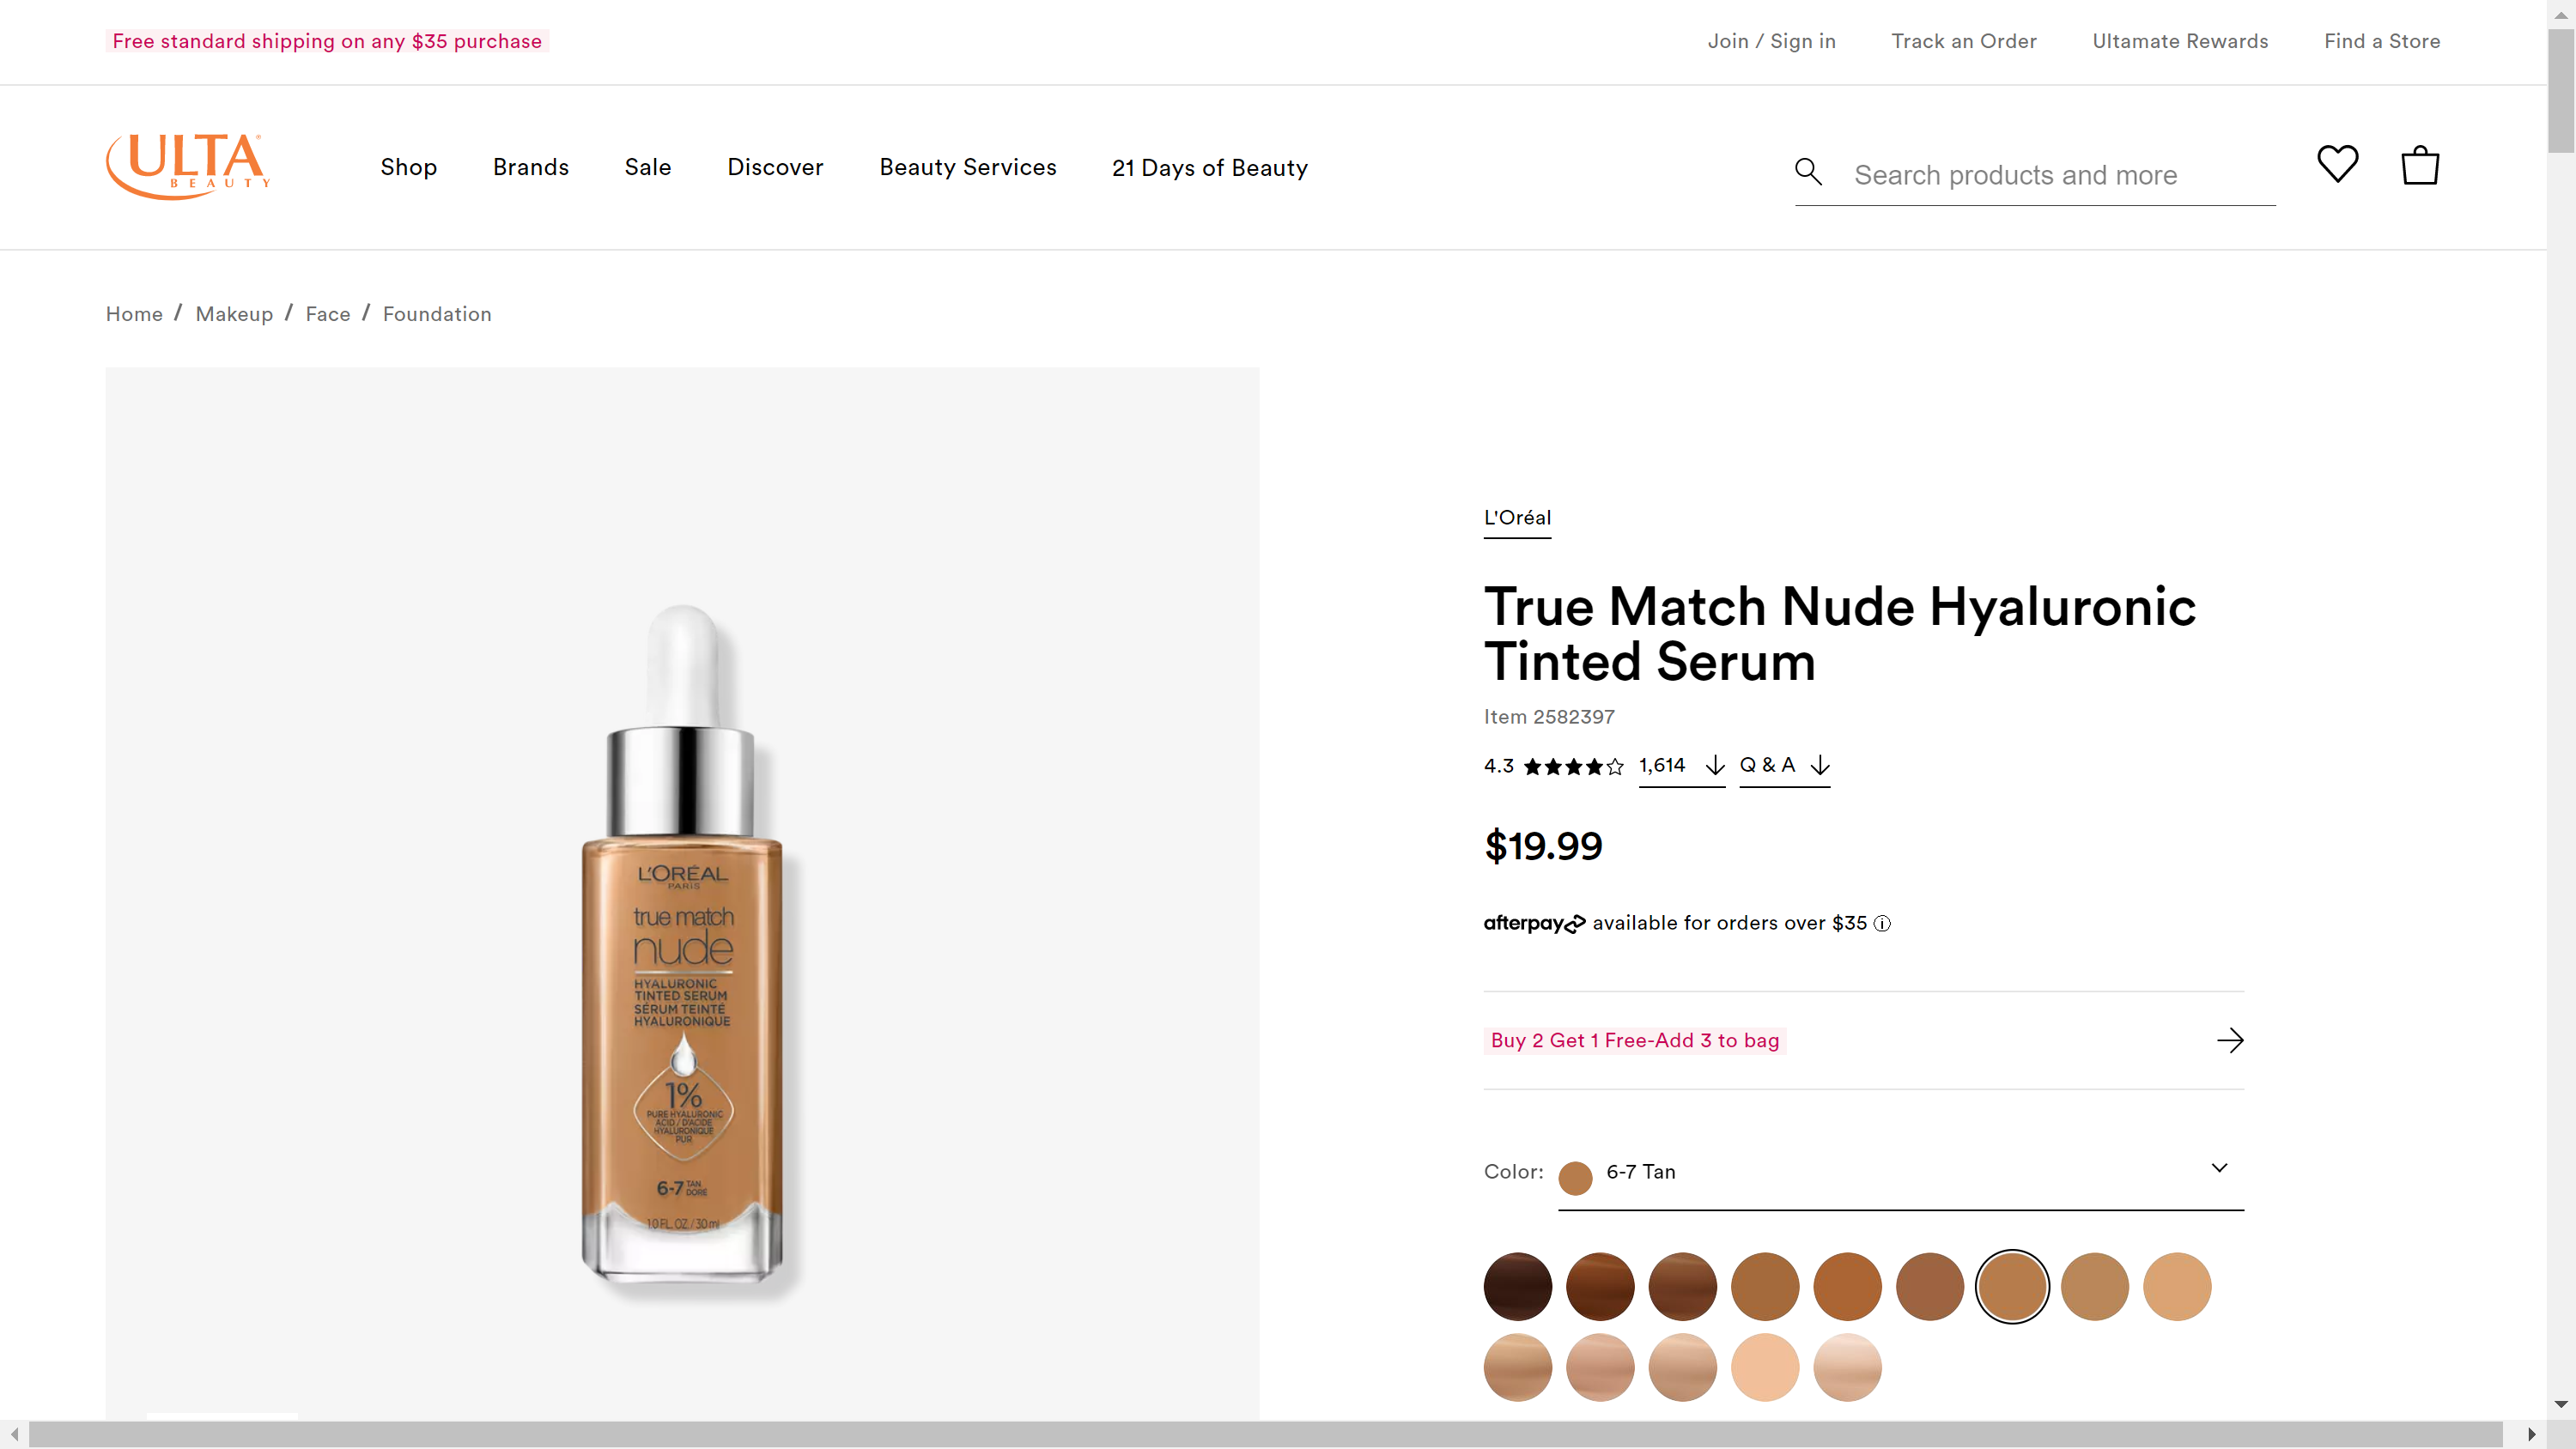 Free standard shipping on any $35 purchase
Join / Sign in
Track an Order
Ultamate Rewards
Find a Store
ULTA
BEAUTY
Shop
Brands
Sale
Discover
Beauty Services
21 Days of Beauty
Search products and more
Home / Makeup / Face / Foundation
L'ORÉAL
PARIS
true match
nude
HYALURONIC
TINTED SERUM
SÉRUM TEINTÉ
HYALURONIQUE
1%
PURE HYALURONIC
ACID / D'ACIDE
HYALURONIQUE
PUR
6-7 TAN
DORÉ
1.0 FL. OZ. / 30 ml
L'Oréal
True Match Nude Hyaluronic
Tinted Serum
Item 2582397
4.3
1,614
Q & A
$19.99
afterpay available for orders over $35
Buy 2 Get 1 Free-Add 3 to bag
Color:
6-7 Tan